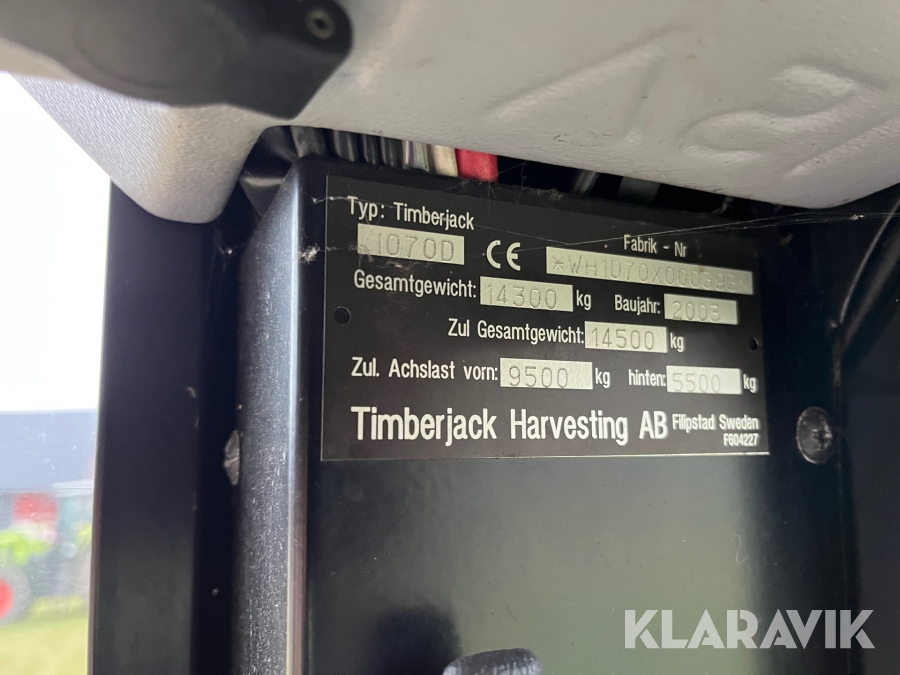 Typ: Timberjack
1070D CE
Fabrik - Nr
Gesamtgewicht: 14300 kg Baujahr: 2003
Zul Gesamtgewicht: 14500 kg
Zul. Achslast vorn: 9500 kg hinten: 5500 kg
Timberjack Harvesting AB Filipstad Sweden
F604227
KLARAVIK